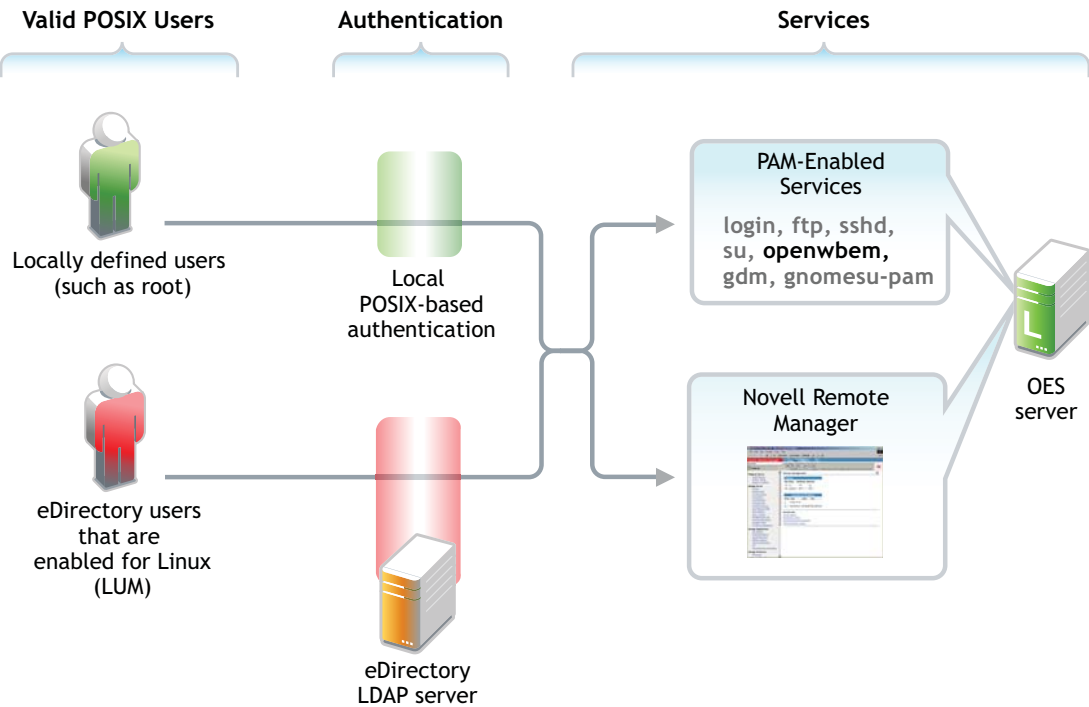 Valid POSIX Users
Authentication
Services
Locally defined users
(such as root)
Local
POSIX-based
authentication
PAM-Enabled
Services
login, ftp, sshd,
su, openwbem,
gdm, gnomesu-pam
OES
server
Novell Remote
Manager
eDirectory users
that are
enabled for Linux
(LUM)
eDirectory
LDAP server
L